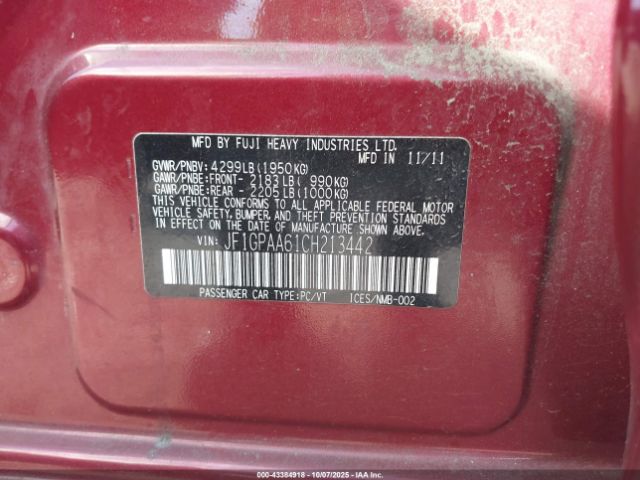 MFD BY FUJI HEAVY INDUSTRIES LTD.
MFD IN 11/11
GVWR/PNBV: 4299LB(1950KG)
GAWR/PNBE:FRONT- 2183LB( 990KG)
GAWR/PNBE:REAR - 2205LB(1000KG)
THIS VEHICLE CONFORMS TO ALL APPLICABLE FEDERAL MOTOR
VEHICLE SAFETY, BUMPER, AND THEFT PREVENTION STANDARDS
IN EFFECT ON THE DATE OF MANUFACTURE SHOWN ABOVE.
VIN: JF1GPAA61CH213442
PASSENGER CAR TYPE:PC/VT ICES/NMB-002
000-43384918 - 10/07/2025 - IAA Inc.